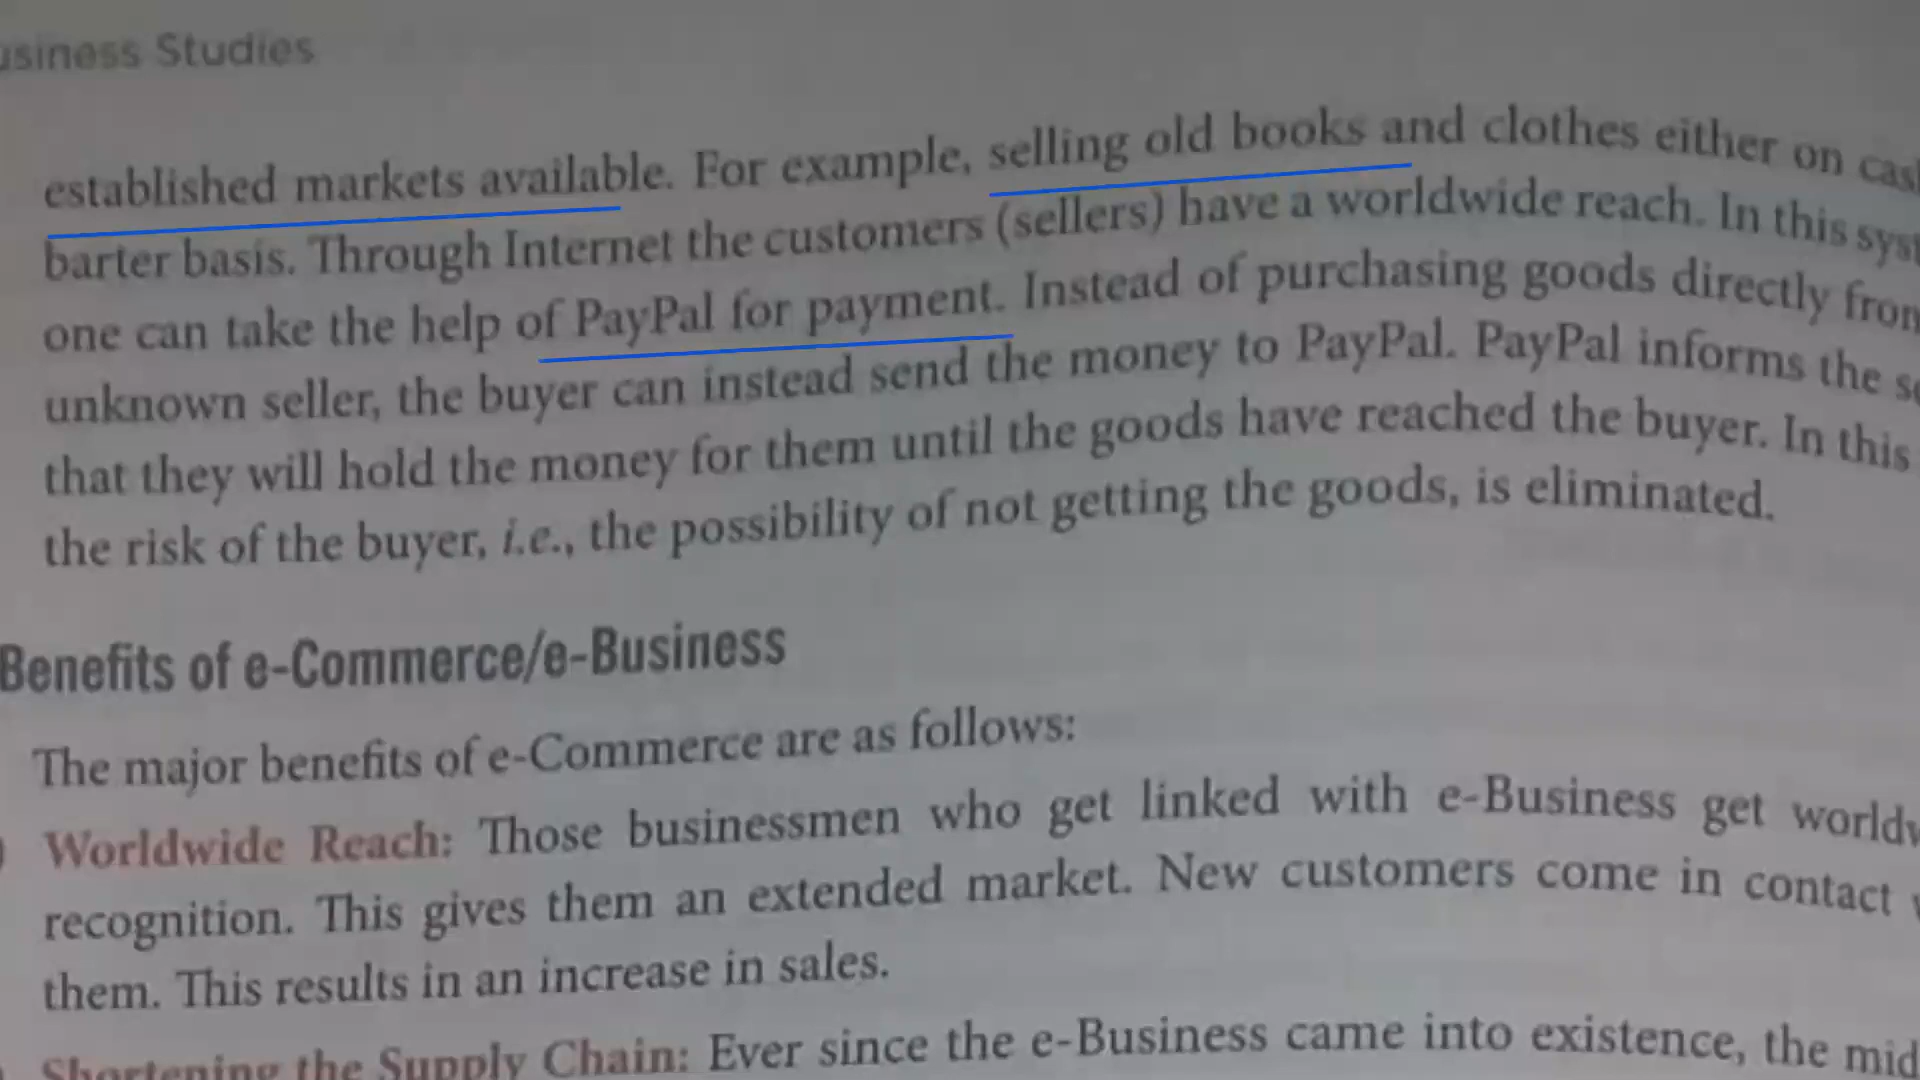 Business Studies
established markets available. For example, selling old books and clothes either on cash
barter basis. Through Internet the customers (sellers) have a worldwide reach. In this
one can take the help of PayPal for payment. Instead of purchasing goods directly from
unknown seller, the buyer can instead send the money to PayPal. PayPal informs the
that they will hold the money for them until the goods have reached the buyer. In this
the risk of the buyer, i.e., the possibility of not getting the goods, is eliminated.
Benefits of e-Commerce/e-Business
The major benefits of e-Commerce are as follows:
Worldwide Reach: Those businessmen who get linked with e-Business get
recognition. This gives them an extended market. New customers come in contact
them. This results in an increase in sales.
Shortening the Supply Chain: Ever since the e-Business came into existence, the